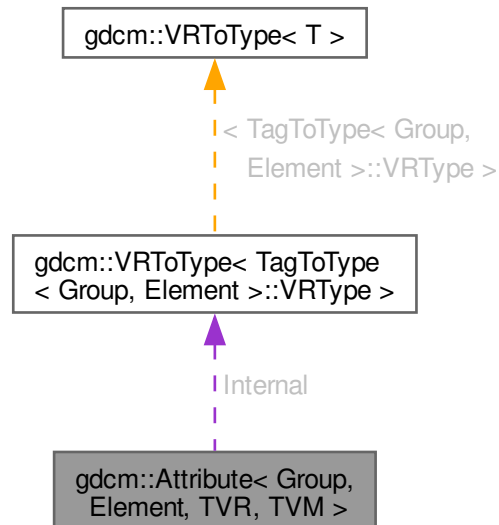 gdcm::VRToType< T >
< TagToType< Group,
Element >::VRType >
gdcm::VRToType< TagToType
< Group, Element >::VRType >
Internal
gdcm::Attribute< Group,
Element, TVR, TVM >